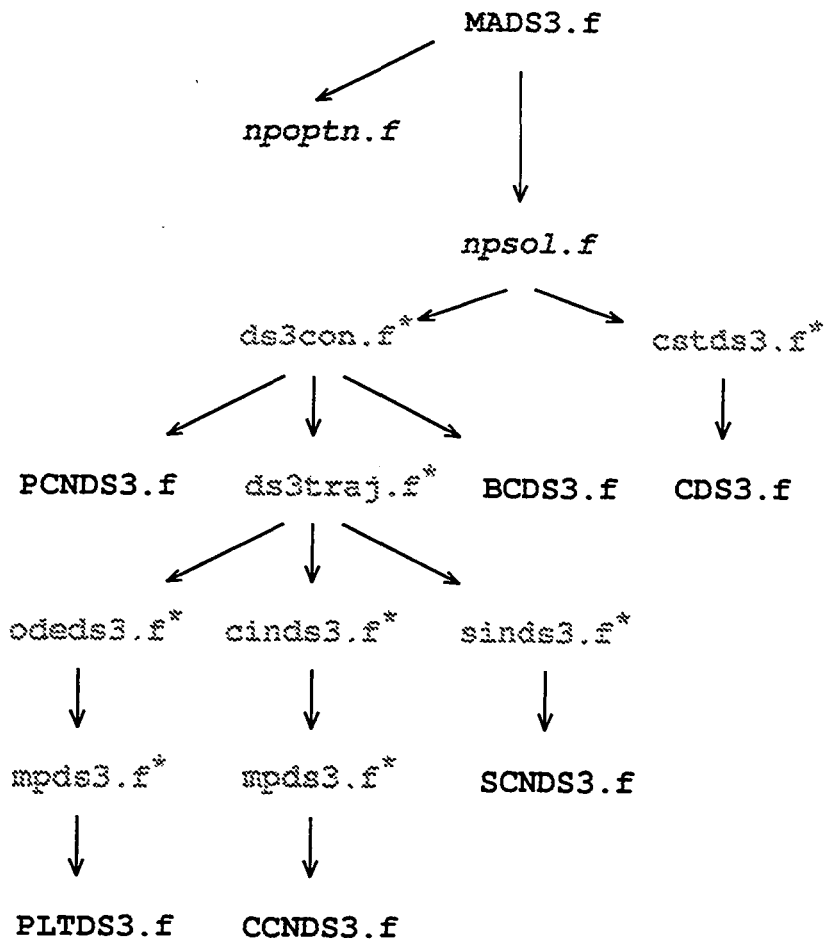 MADS3.f
npoptn.f
npsol.f
ds3con.f* cstds3.f*
PCNDS3.f ds3traj.f* BCDS3.f CDS3.f
odeds3.f* cinds3.f* sinds3.f*
mpds3.f* mpds3.f* SCNDS3.f
PLTDS3.f CCNDS3.f